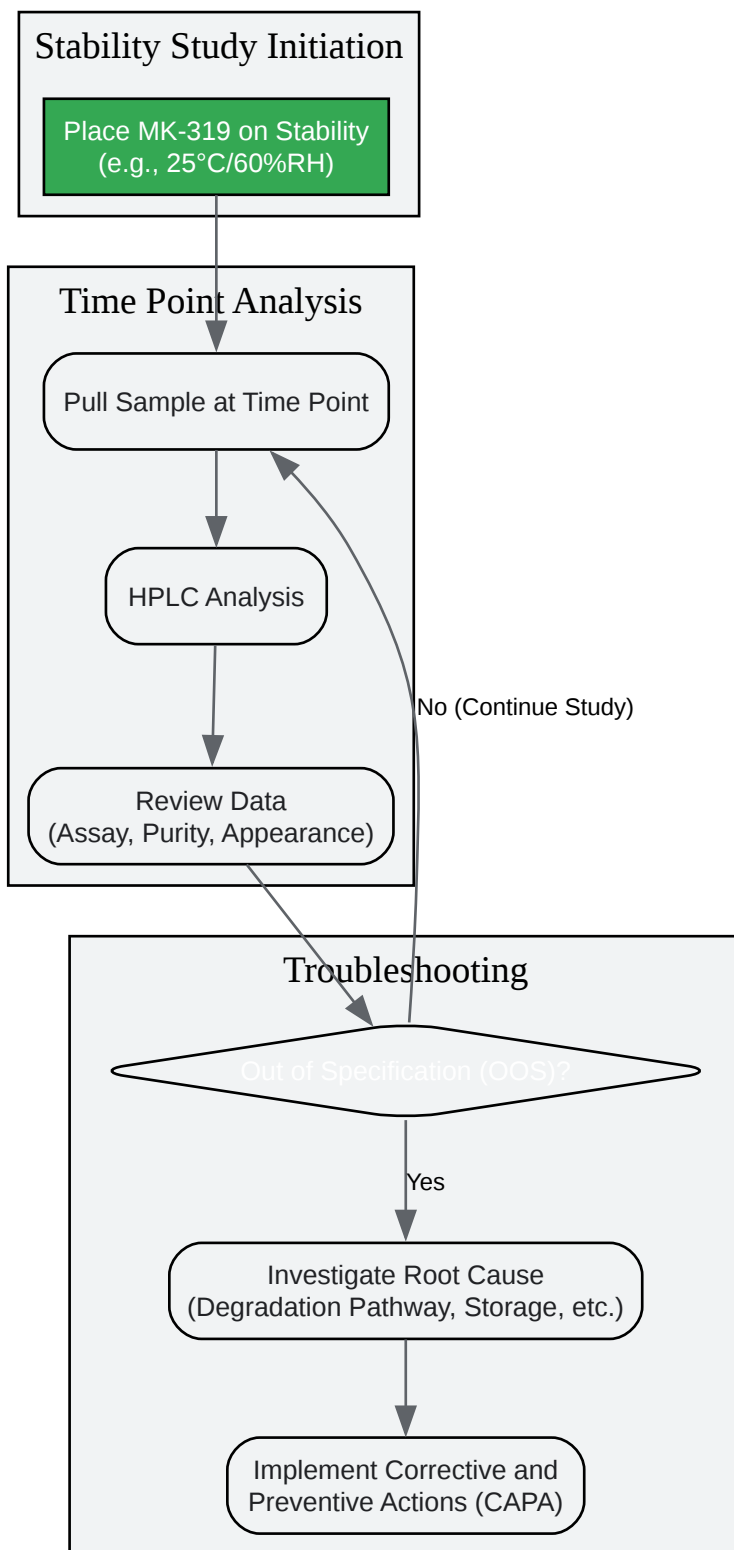 Stability Study Initiation
Place MK-319 on Stability
(e.g., 25°C/60%RH)
Time Point Analysis
Pull Sample at Time Point
HPLC Analysis
No (Continue Study)
Review Data
(Assay, Purity, Appearance)
Troubleshooting
Out of Specification (OOS)?
Yes
Investigate Root Cause
(Degradation Pathway, Storage, etc.)
Implement Corrective and
Preventive Actions (CAPA)